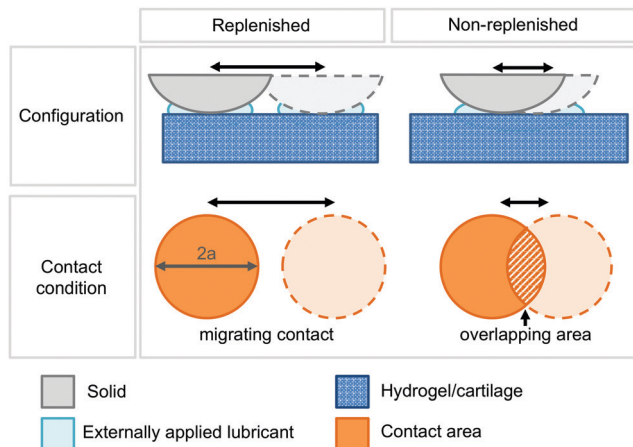 Replenished
Non-replenished
Configuration
Contact
condition
2a
migrating contact
overlapping area
Solid
Hydrogel/cartilage
Externally applied lubricant
Contact area